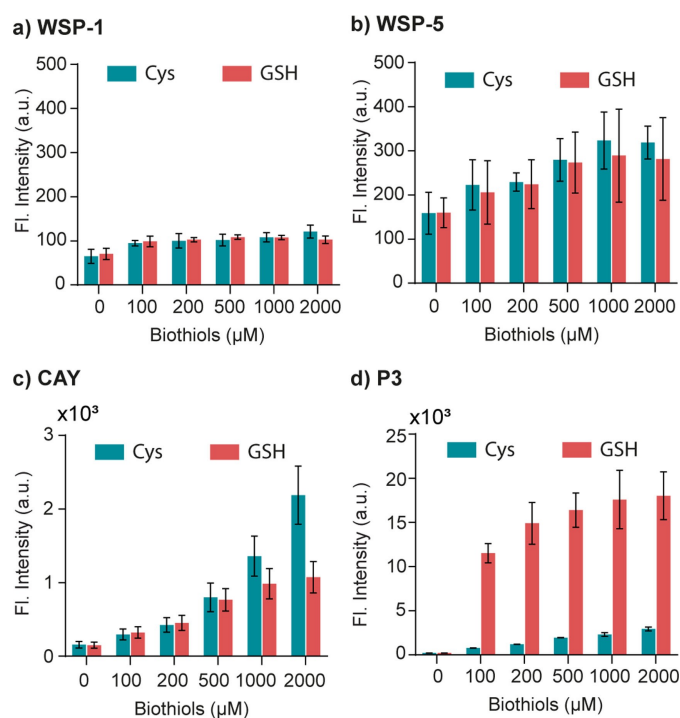 a) WSP-1
Cys GSH
Fl. Intensity (a.u.)
500
400
300
200
100
0
0 100 200 500 1000 2000
Biothiols (µM)
b) WSP-5
Cys GSH
Fl. Intensity (a.u.)
500
400
300
200
100
0
0 100 200 500 1000 2000
Biothiols (µM)
c) CAY
x10³
Cys GSH
Fl. Intensity (a.u.)
3
2
1
0
0 100 200 500 1000 2000
Biothiols (µM)
d) P3
x10³
Cys GSH
Fl. Intensity (a.u.)
25
20
15
10
5
0
0 100 200 500 1000 2000
Biothiols (µM)